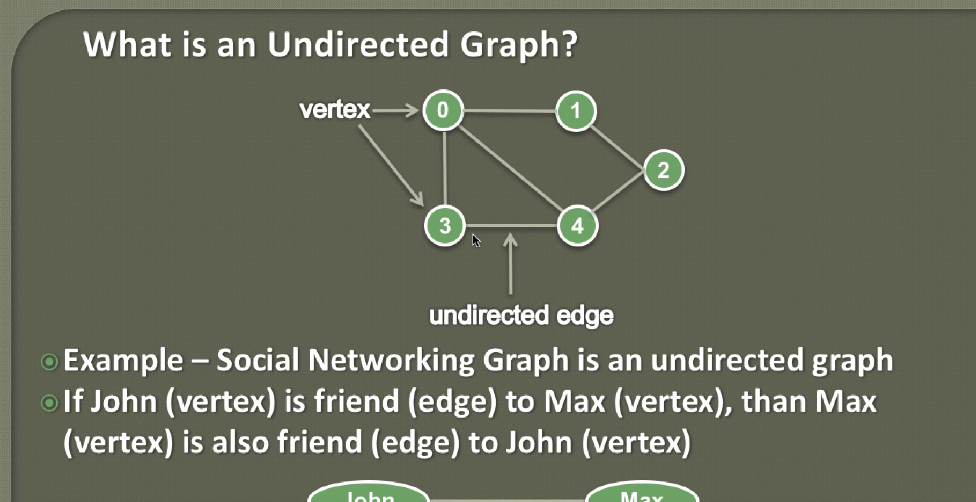 What is an Undirected Graph?
vertex
0
1
2
3
4
undirected edge
Example – Social Networking Graph is an undirected graph
If John (vertex) is friend (edge) to Max (vertex), than Max
(vertex) is also friend (edge) to John (vertex)
John
Max